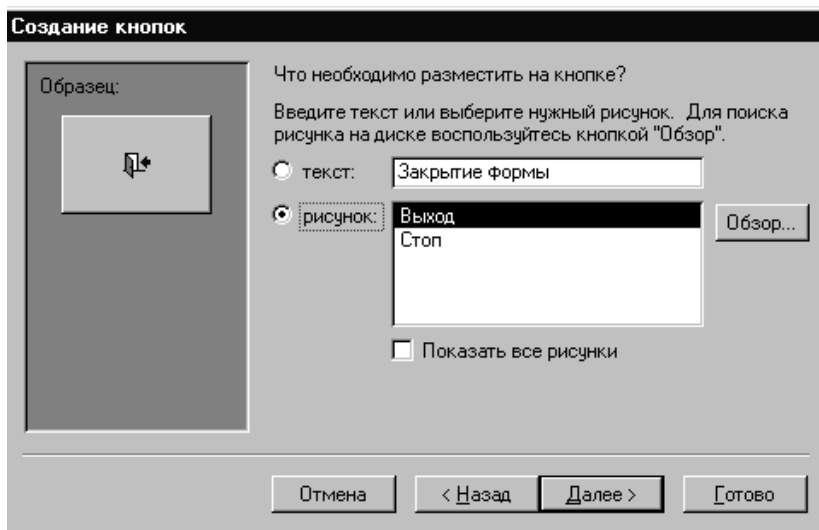 Создание кнопок
Образец:
Что необходимо разместить на кнопке?
Введите текст или выберите нужный рисунок. Для поиска
рисунка на диске воспользуйтесь кнопкой "Обзор".
текст: Закрытие формы
рисунок: Выход
Обзор...
Стоп
Показать все рисунки
Отмена < Назад Далее > Готово